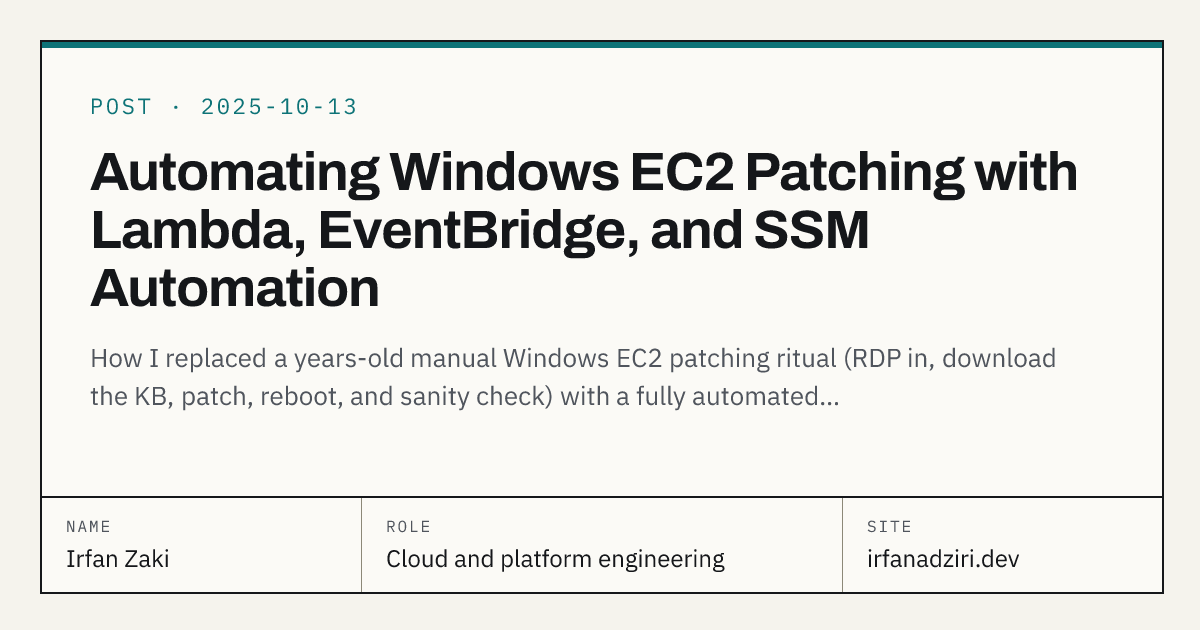 POST · 2025-10-13
Automating Windows EC2 Patching with
Lambda, EventBridge, and SSM
Automation
How I replaced a years-old manual Windows EC2 patching ritual (RDP in, download
the KB, patch, reboot, and sanity check) with a fully automated...
NAME
Irfan Zaki
ROLE
Cloud and platform engineering
SITE
irfanadziri.dev